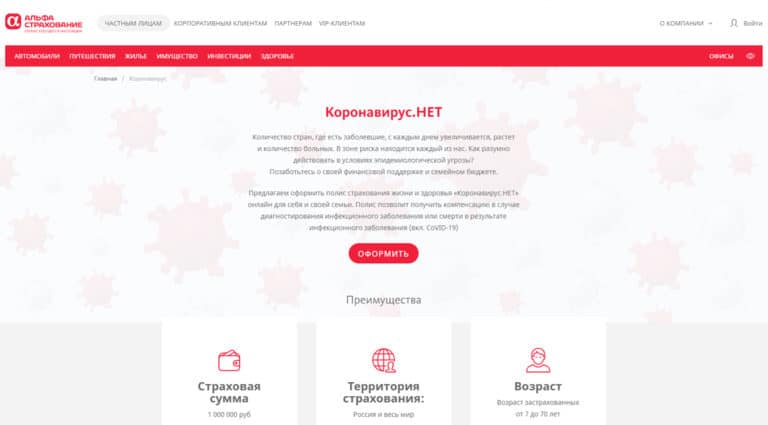 АЛЬФА
СТРАХОВАНИЕ
ЧАСТНЫМ ЛИЦАМ КОРПОРАТИВНЫМ КЛИЕНТАМ ПАРТНЕРАМ VIP-КЛИЕНТАМ О КОМПАНИИ Войти
АВТОМОБИЛИ ПУТЕШЕСТВИЯ ЖИЛЬЕ ИМУЩЕСТВО ИНВЕСТИЦИИ ЗДОРОВЬЕ ОФИСЫ
Главная / Коронавирус
Коронавирус.НЕТ
Количество стран, где есть заболевшие, с каждым днем увеличивается, растет
и количество больных. В зоне риска находится каждый из нас. Как разумно
действовать в условиях эпидемиологической угрозы?
Позаботьтесь о своей финансовой поддержке и семейном бюджете.
Предлагаем оформить полис страхования жизни и здоровья «Коронавирус.НЕТ»
онлайн для себя и своей семьи. Полис позволит получить компенсацию в случае
диагностирования инфекционного заболевания или смерти в результате
инфекционного заболевания (вкл. CoVID-19)
ОФОРМИТЬ
Преимущества
Страховая
сумма
1 000 000 руб
Территория
страхования:
Россия и весь мир
Возраст
Возраст застрахованных
от 7 до 70 лет